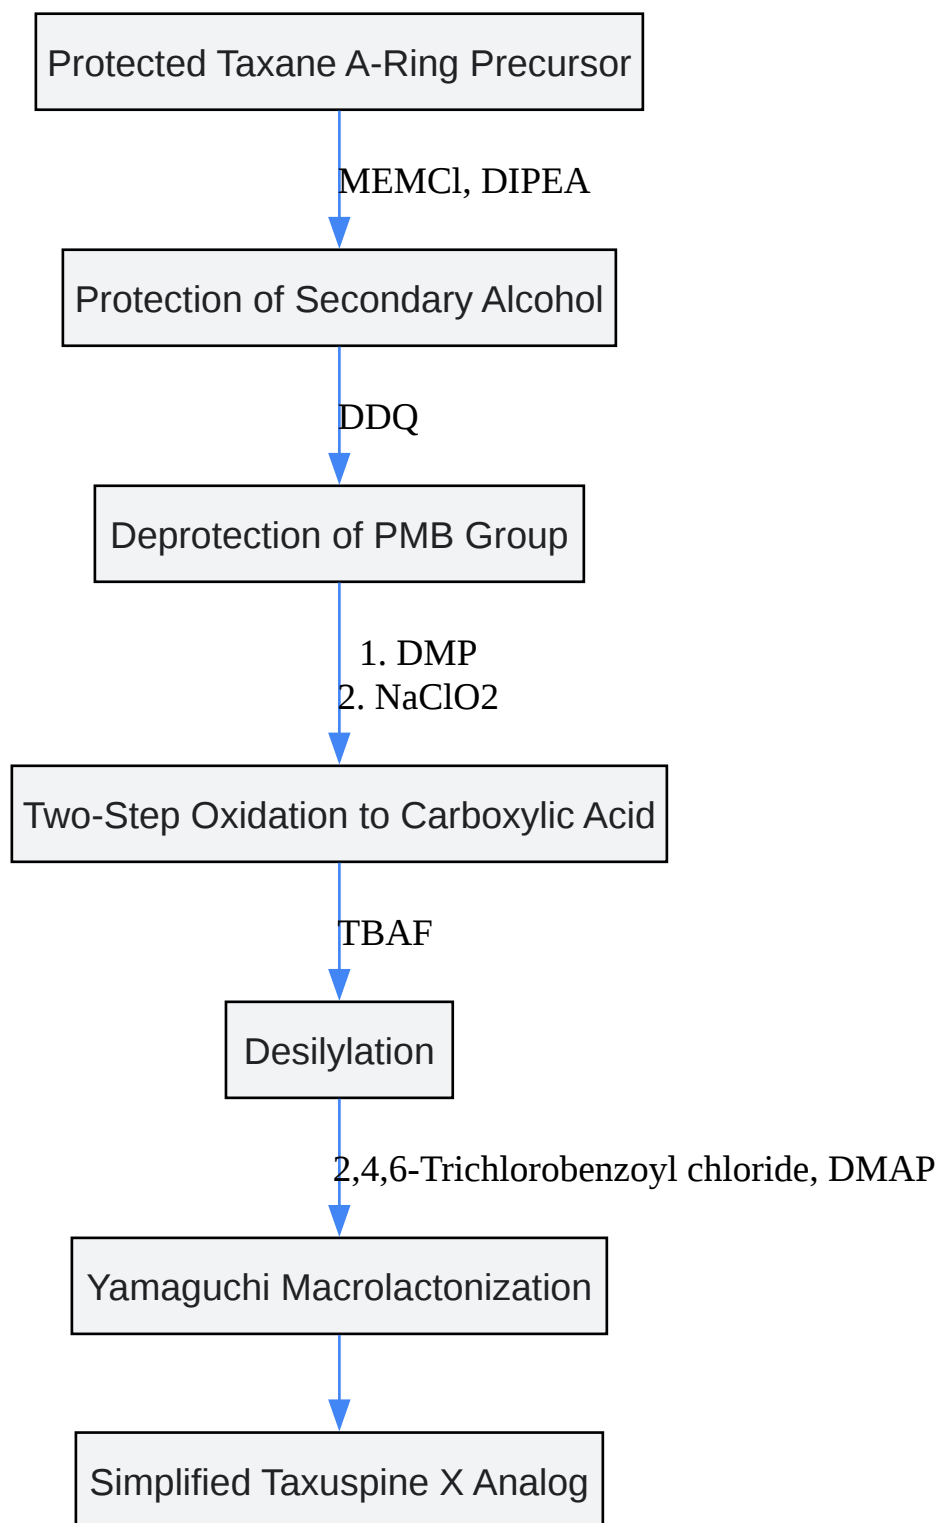 Protected Taxane A-Ring Precursor
MEMCl, DIPEA
Protection of Secondary Alcohol
DDQ
Deprotection of PMB Group
1. DMP
2. NaClO2
Two-Step Oxidation to Carboxylic Acid
TBAF
Desilylation
2,4,6-Trichlorobenzoyl chloride, DMAP
Yamaguchi Macrolactonization
Simplified Taxuspine X Analog